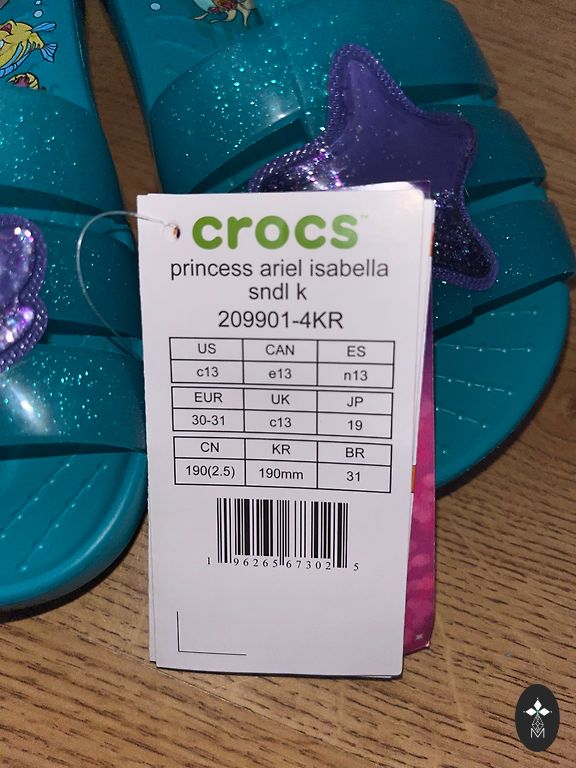 crocs™
princess ariel isabella
sndl k
209901-4KR
US CAN ES
c13 e13 n13
EUR UK JP
30-31 c13 19
CN KR BR
190(2.5) 190mm 31
1 96265 67302 5
M